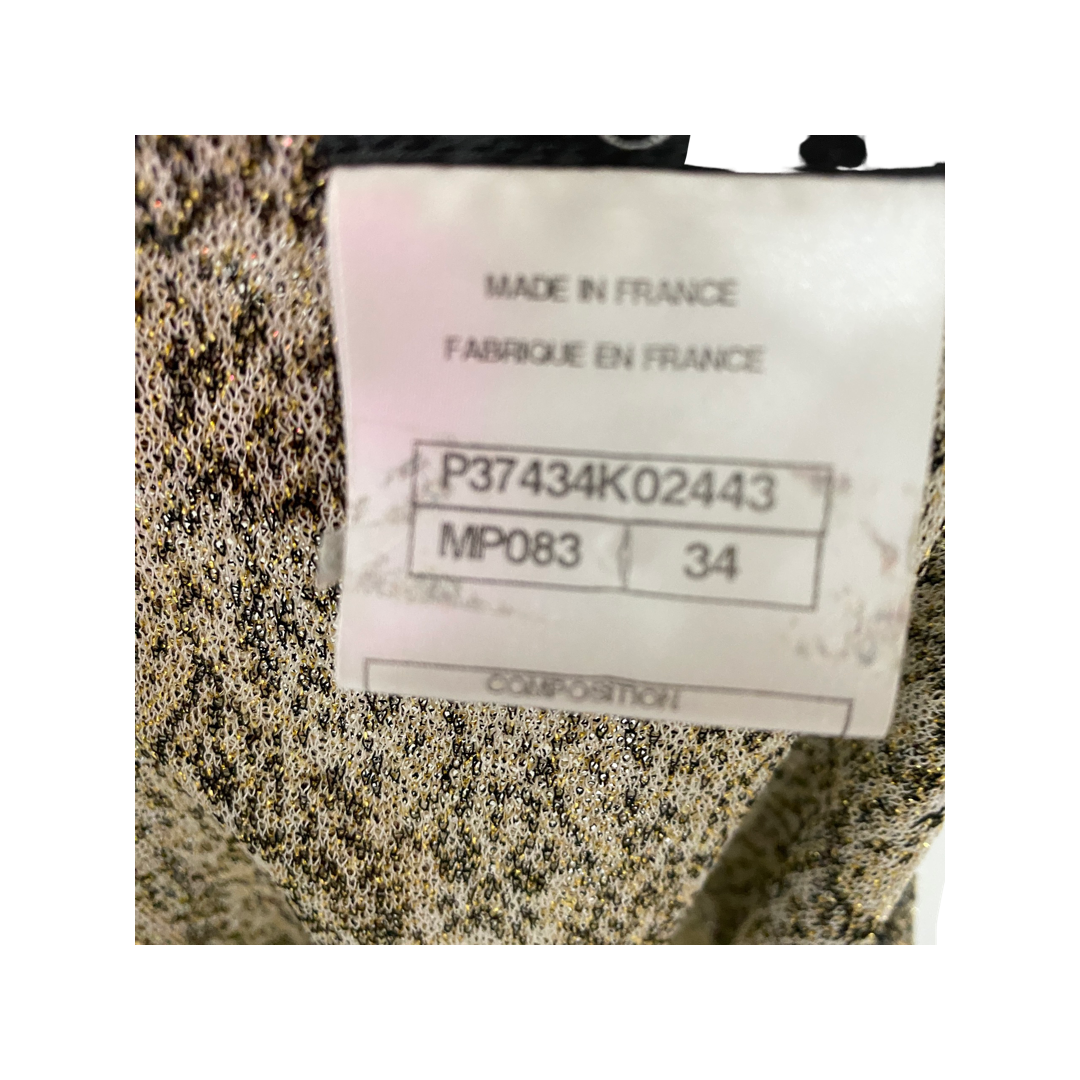 MADE IN FRANCE
FABRIQUE EN FRANCE
P37434K02443
MP083 34
COMPOSITION